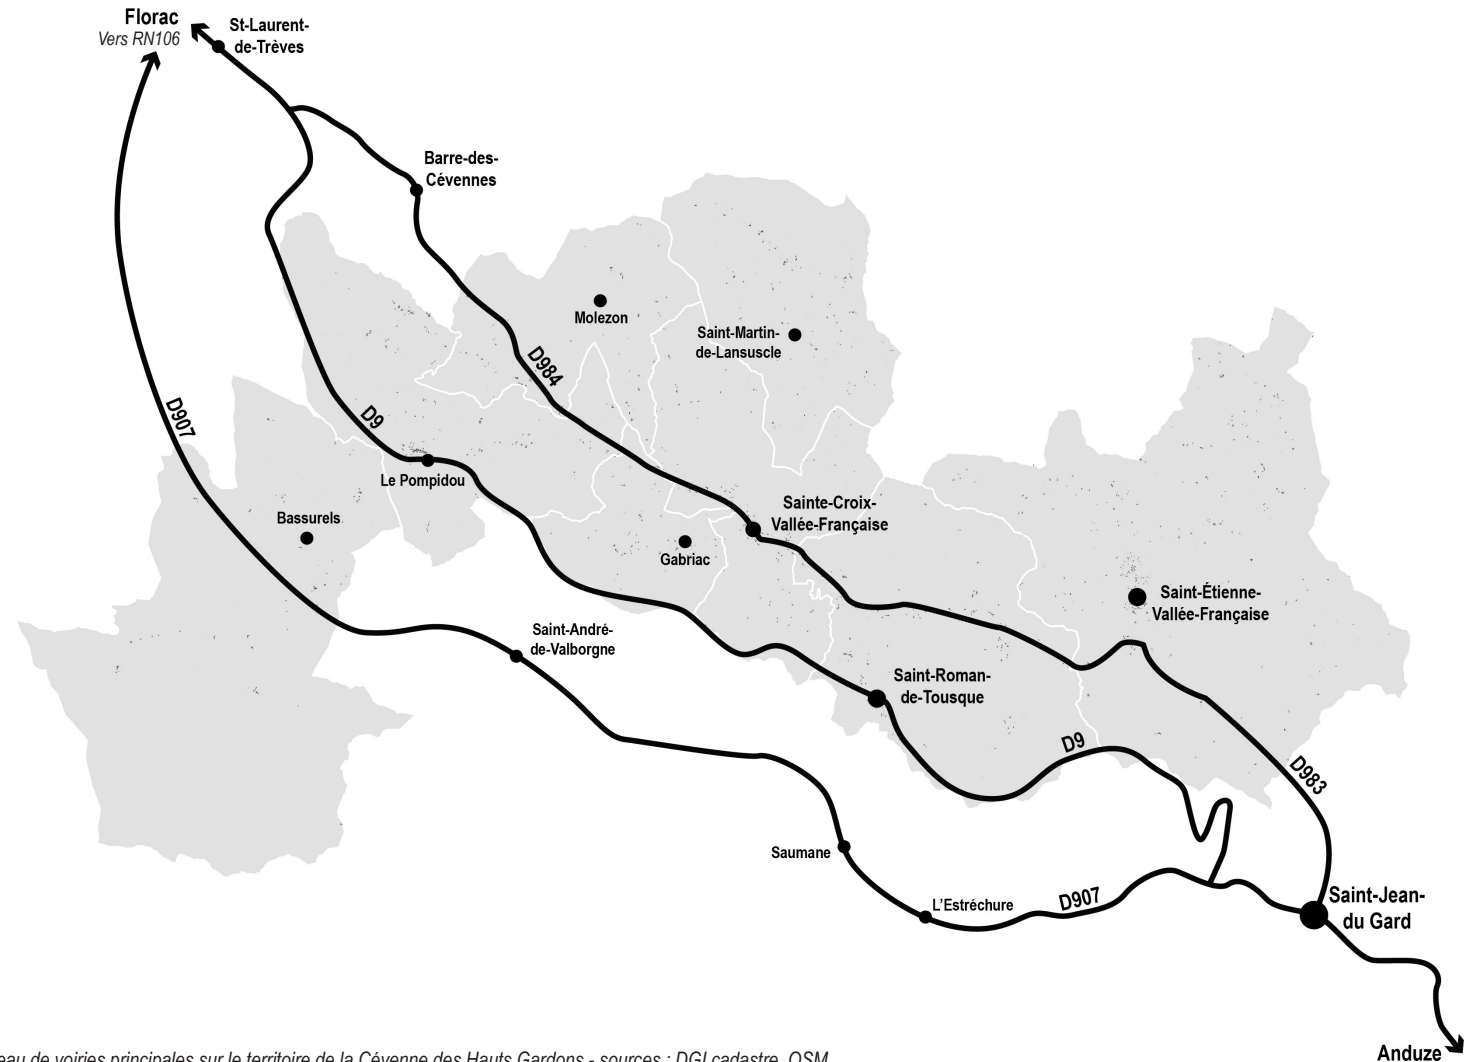 Florac
Vers RN106
St-Laurent-
de-Trèves
Barre-des-
Cévennes
Molezon
Saint-Martin-
de-Lansuscle
D984
D907
D9
Le Pompidou
Bassurels
Sainte-Croix-
Vallée-Française
Gabriac
Saint-Étienne-
Vallée-Française
Saint-André-
de-Valborgne
Saint-Roman-
de-Tousque
D9
D983
Saumane
L'Estréchure
D907
Saint-Jean-
du Gard
Anduze
de voiries principales sur le territoire de la Cévenne des Hauts Gardons - sources : DGI cadastre, OSM